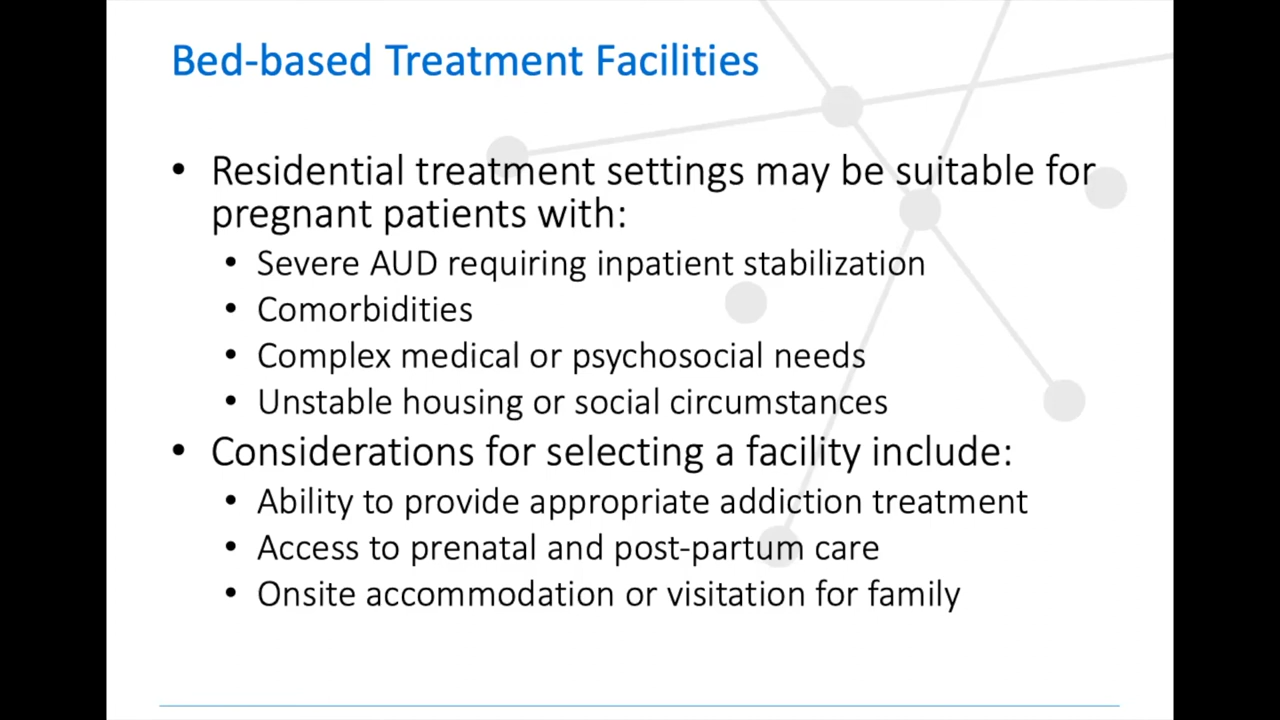 Bed-based Treatment Facilities
• Residential treatment settings may be suitable for
pregnant patients with:
• Severe AUD requiring inpatient stabilization
• Comorbidities
• Complex medical or psychosocial needs
• Unstable housing or social circumstances
• Considerations for selecting a facility include:
• Ability to provide appropriate addiction treatment
• Access to prenatal and post-partum care
• Onsite accommodation or visitation for family